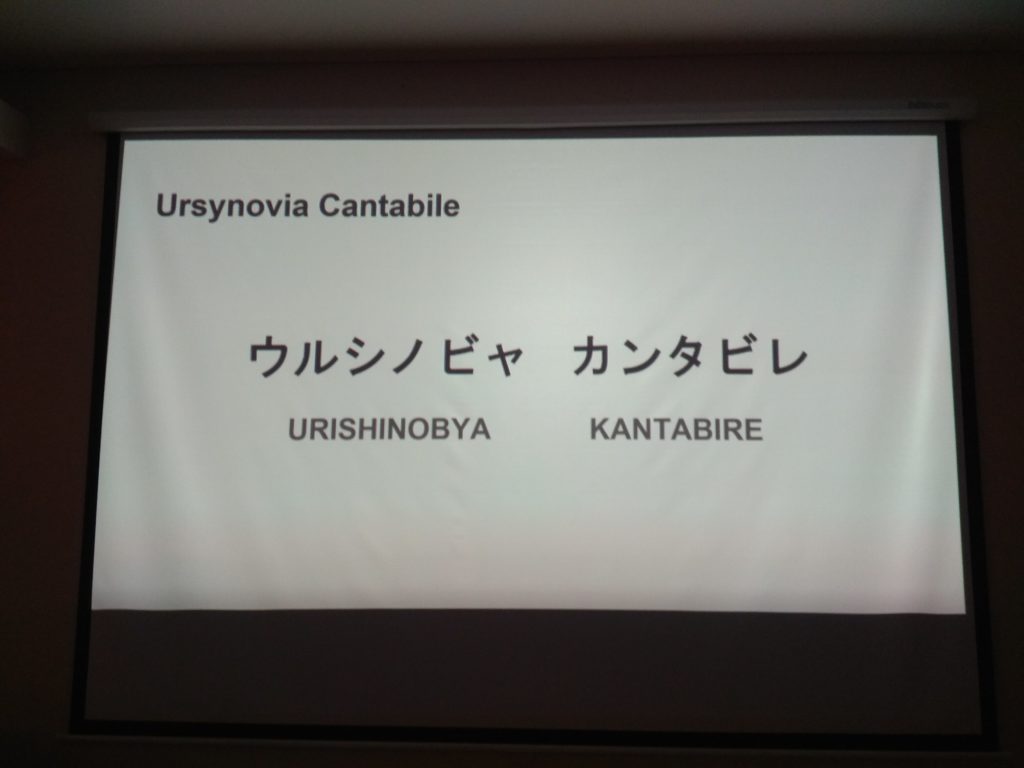 Ursynovia Cantabile
ウルシノビャ カンタビレ
URISHINOBYA KANTABIRE